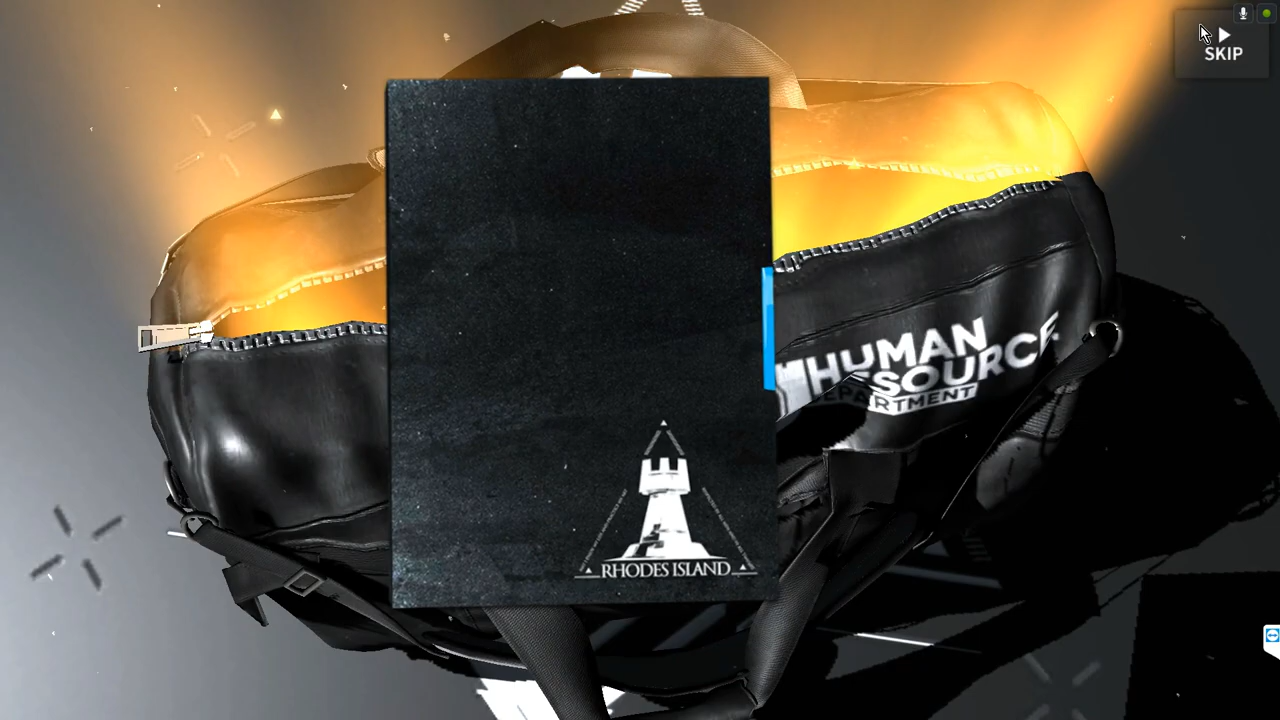 SKIP
HUMAN
RESOURCE
DEPARTMENT
RHODES ISLAND